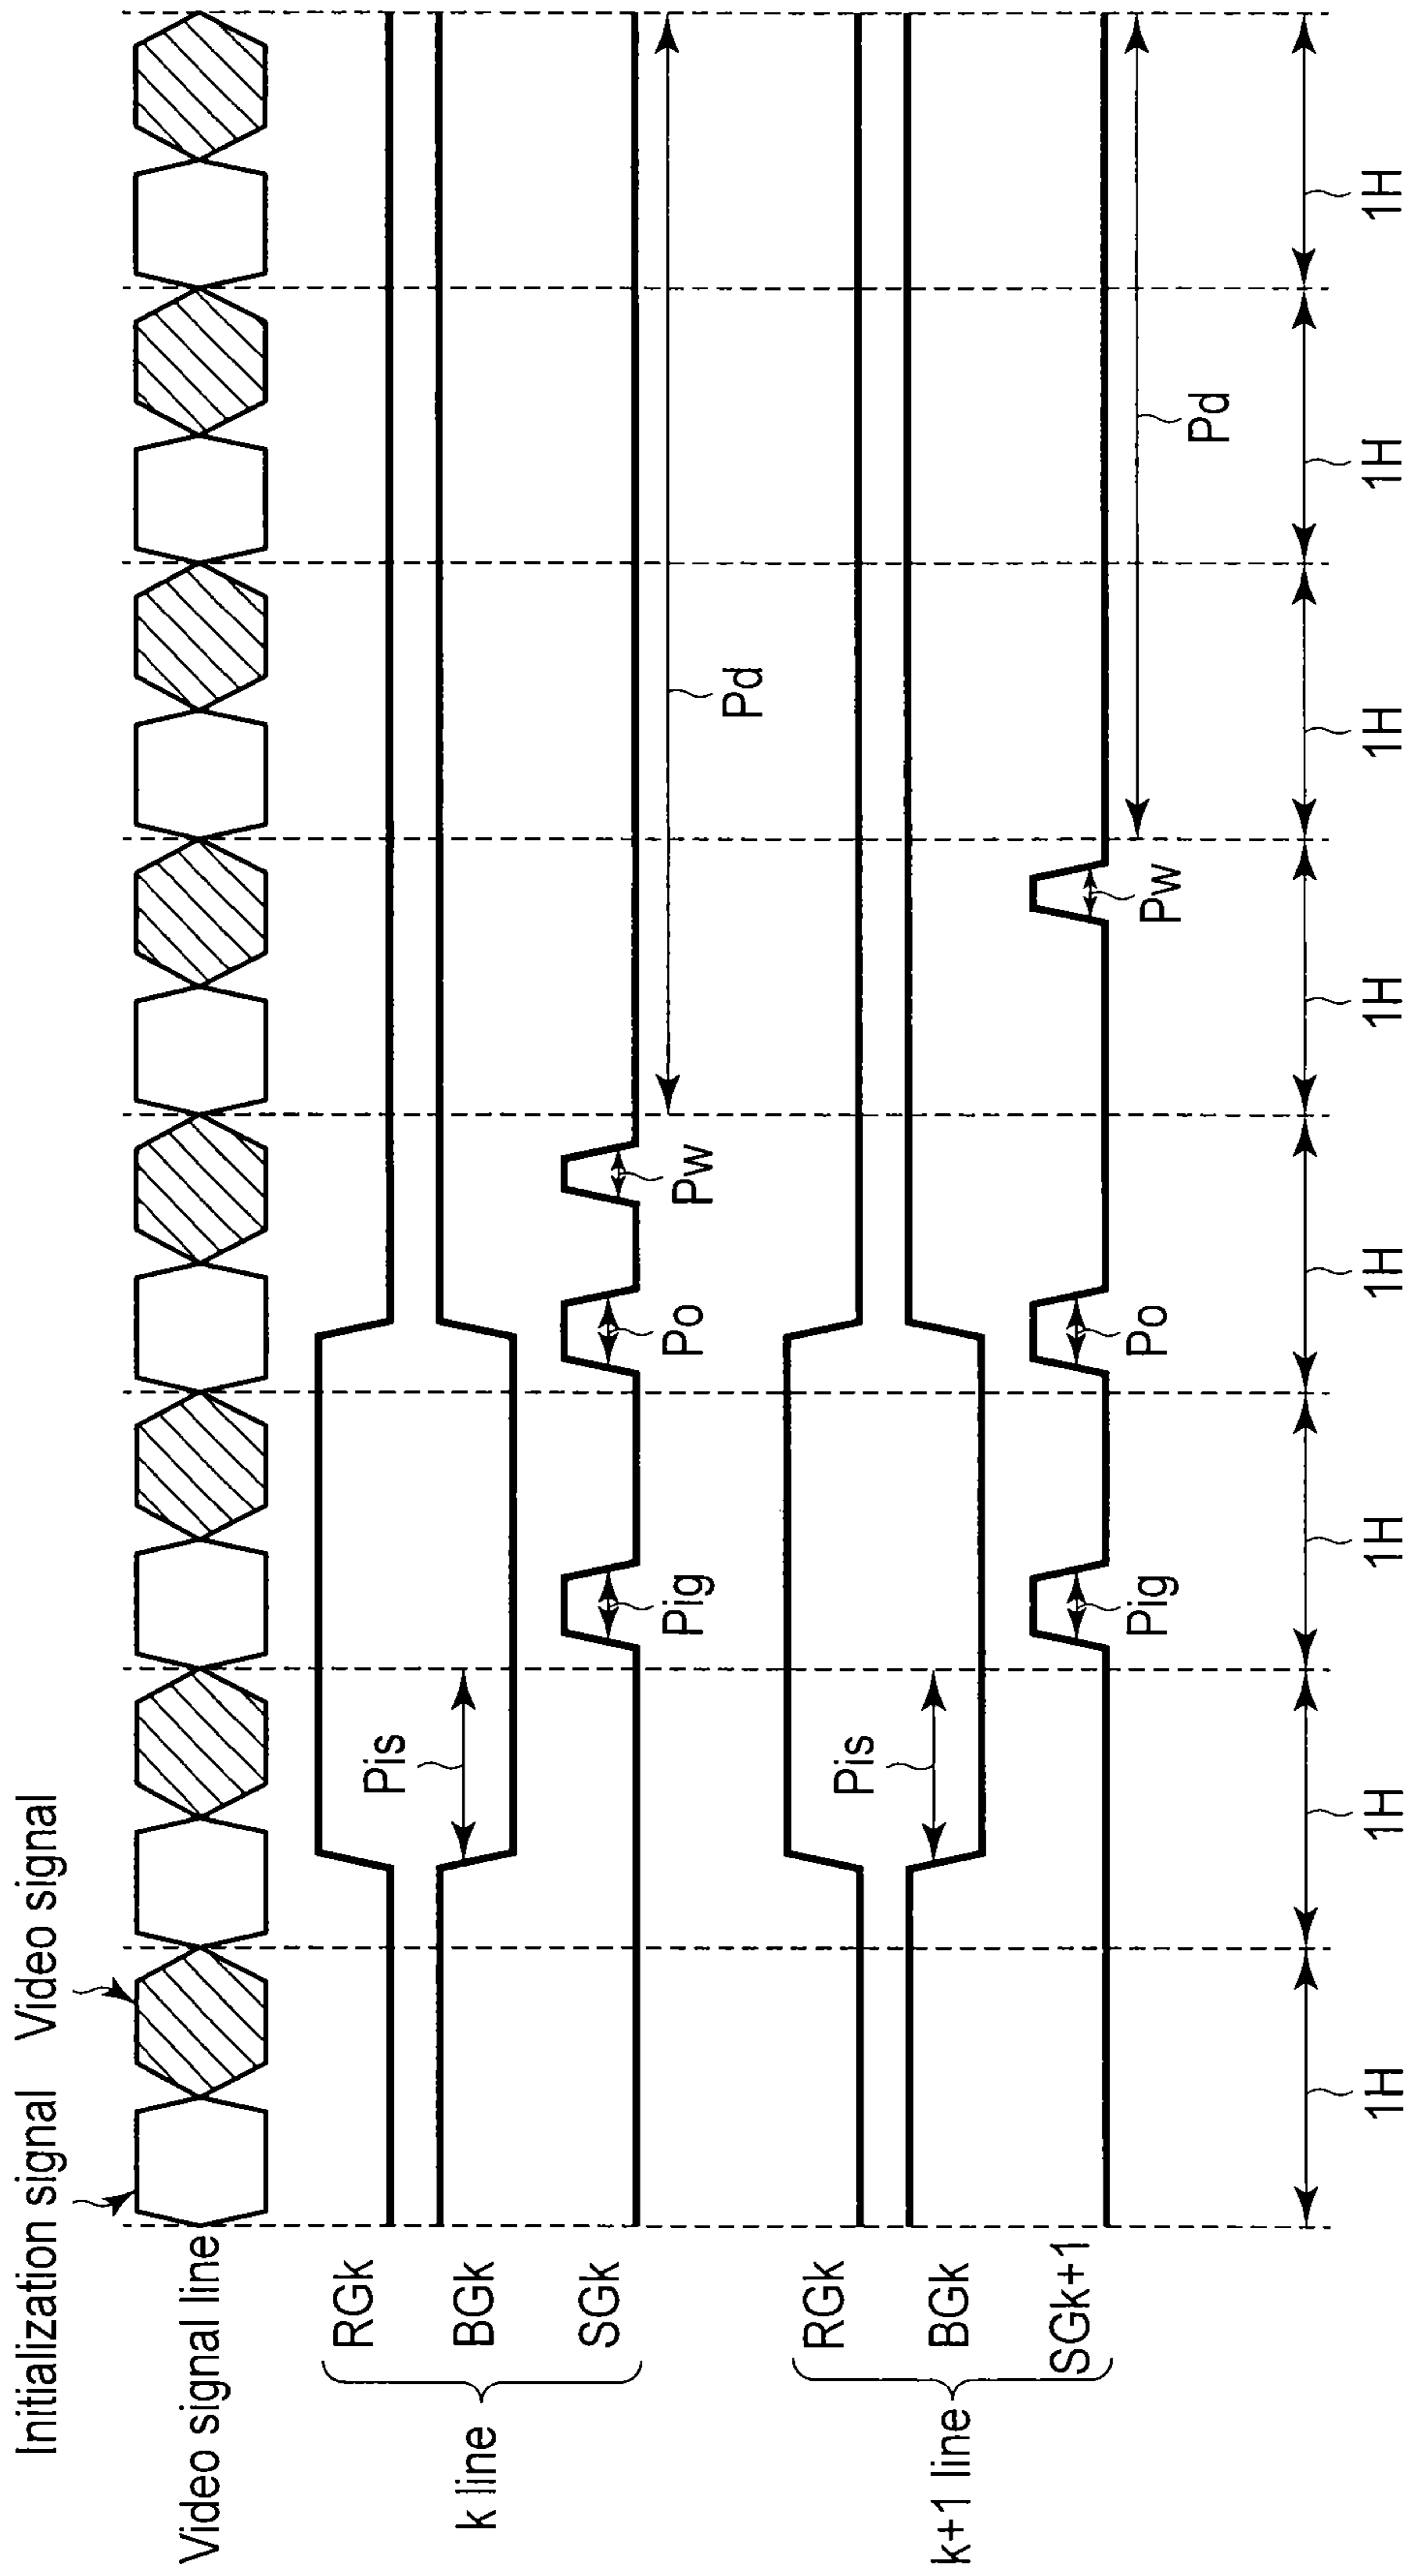 Initialization signal
Video signal
Video signal line
k line
RGk
BGk
Pis
SGk
Pig
Po
Pw
Pd
k+1 line
RGk
BGk
Pis
SGk+1
Pig
Po
Pw
Pd
1H
1H
1H
1H
1H
1H
1H
1H